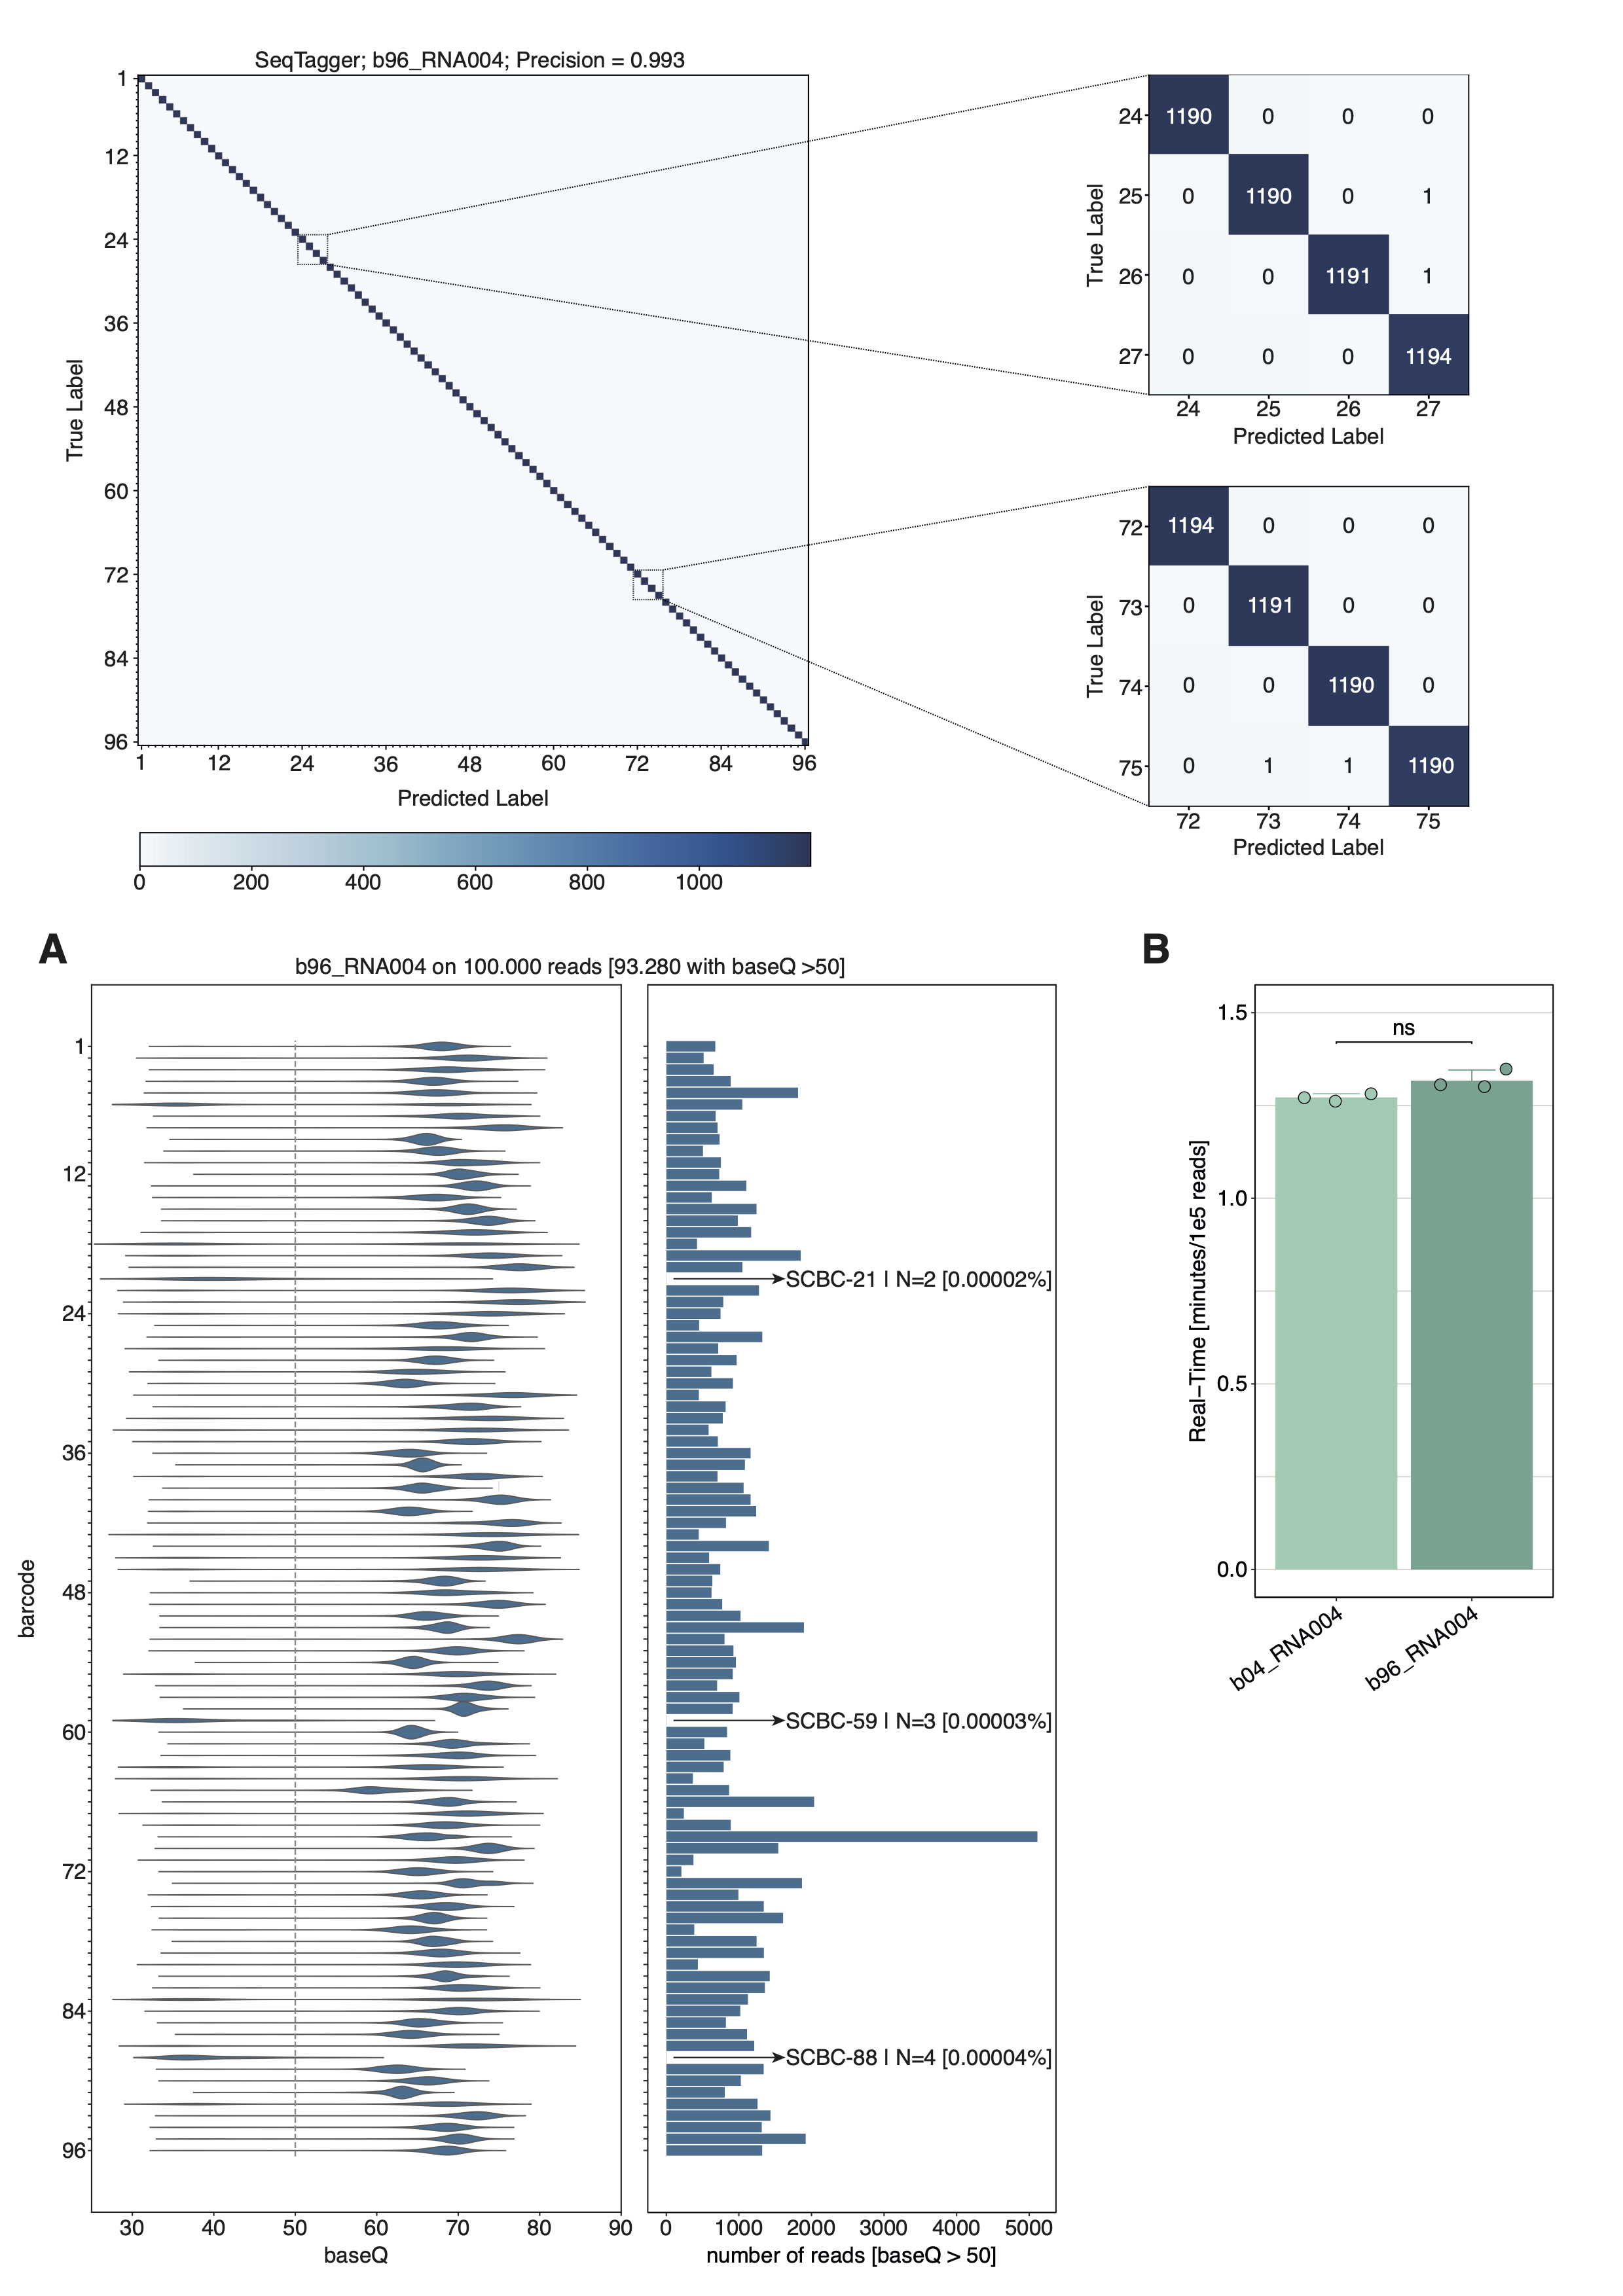 SeqTagger; b96_RNA004; Precision = 0.993
1
12
24
36
48
60
72
84
96
True Label
1 12 24 36 48 60 72 84 96
Predicted Label
0 200 400 600 800 1000
24 1190 0 0 0
25 0 1190 0 1
26 0 0 1191 1
27 0 0 0 1194
True Label
24 25 26 27
Predicted Label
72 1194 0 0 0
73 0 1191 0 0
74 0 0 1190 0
75 0 1 1 1190
True Label
72 73 74 75
Predicted Label
A
b96_RNA004 on 100.000 reads [93.280 with baseQ >50]
1
12
24
36
48
60
72
84
96
barcode
30 40 50 60 70 80 90
baseQ
SCBC-21 | N=2 [0.00002%]
SCBC-59 | N=3 [0.00003%]
SCBC-88 | N=4 [0.00004%]
0 1000 2000 3000 4000 5000
number of reads [baseQ > 50]
B
1.5
1.0
0.5
0.0
Real−Time [minutes/1e5 reads]
ns
b04_RNA004
b96_RNA004